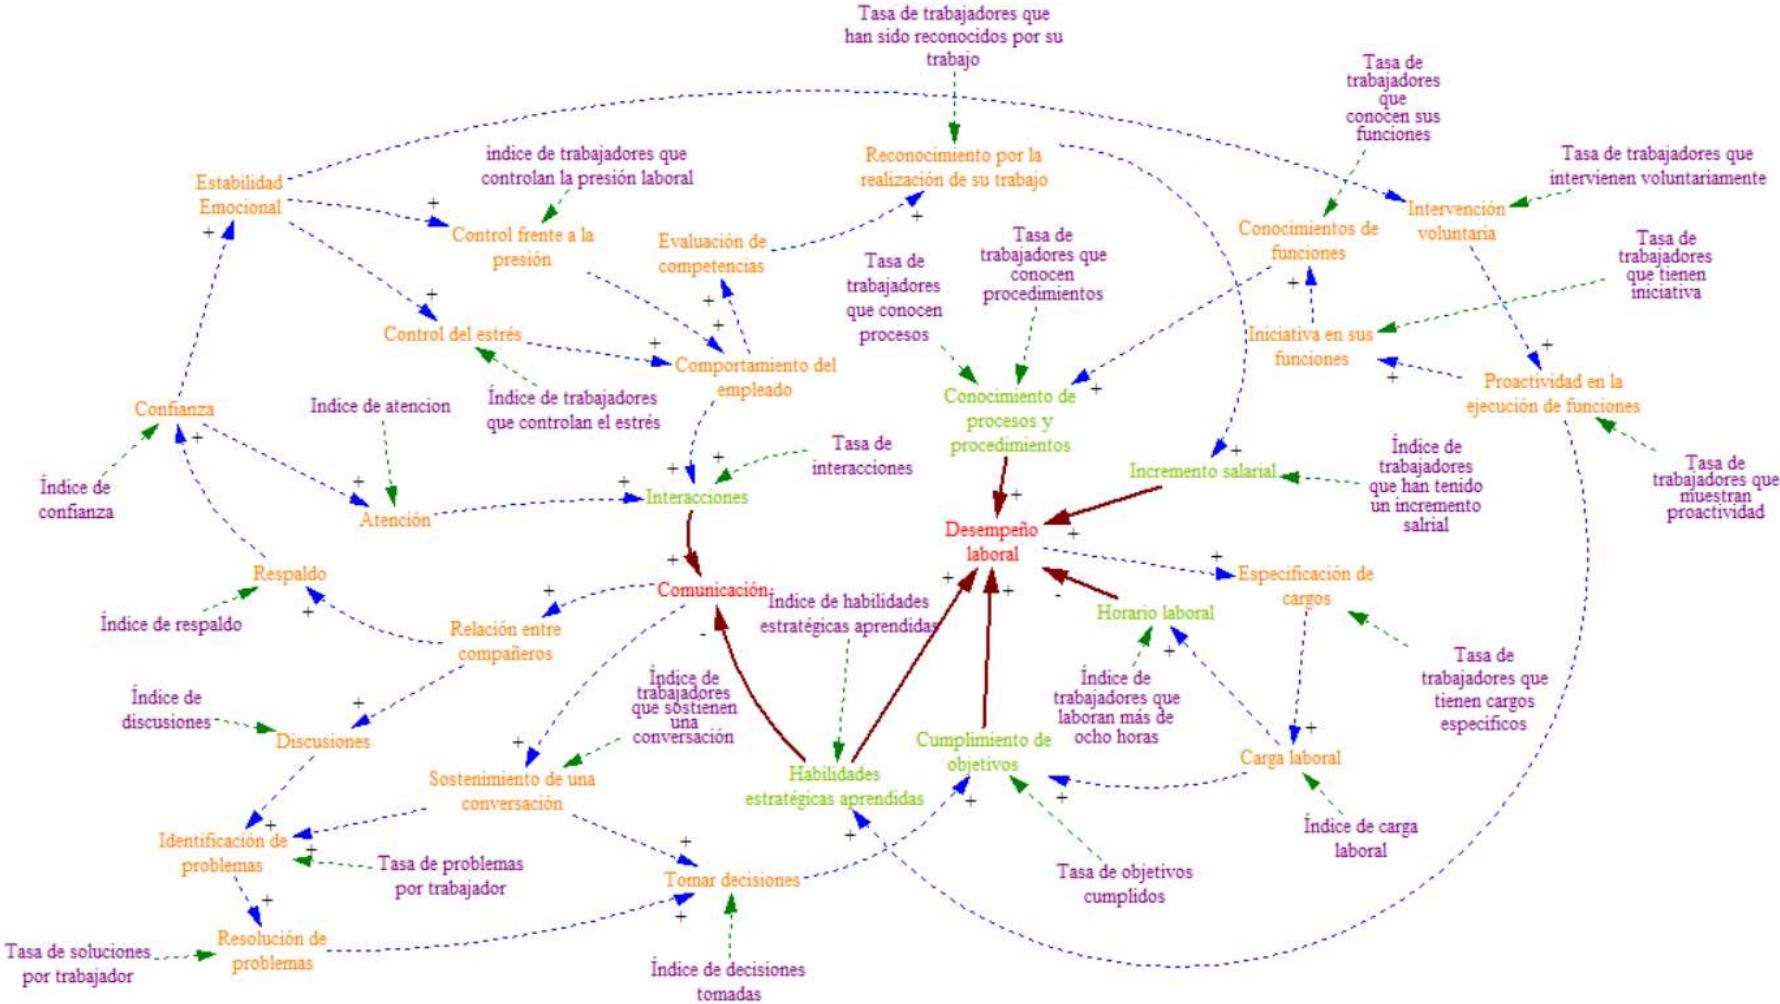 Tasa de trabajadores que
han sido reconocidos por su
trabajo
Tasa de
trabajadores
que
conocen sus
funciones
índice de trabajadores que
controlan la presión laboral
Reconocimiento por la
realización de su trabajo
Tasa de trabajadores que
intervienen voluntariamente
Estabilidad
Emocional
+
+
+
Intervención
voluntaria
Control frente a la
presión
Evaluación de
competencias
Tasa de
trabajadores que
conocen
procedimientos
Conocimientos de
funciones
Tasa de
trabajadores
que tienen
iniciativa
Tasa de
trabajadores
que conocen
procesos
+
+
+
+
Control del estrés
+
Iniciativa en sus
funciones
+
Comportamiento del
empleado
+
+
Proactividad en la
ejecución de funciones
Confianza
Indice de atencion
Índice de trabajadores
que controlan el estrés
Conocimiento de
procesos y
procedimientos
+
+
Tasa de
interacciones
+
+
+
+
Incremento salarial
Índice de
trabajadores
que han tenido
un incremento
salrial
Tasa de
trabajadores que
muestran
proactividad
Índice de
confianza
Atención
Interacciones
+
Desempeño
laboral
+
+
+
Respaldo
+
Comunicación
+
+
-
Especificación de
cargos
Índice de respaldo
+
Relación entre
compañeros
-
Índice de habilidades
estratégicas aprendidas
Horario laboral
+
Índice de
discusiones
+
Discusiones
Índice de
trabajadores
que sostienen
una
conversación
Índice de
trabajadores que
laboran más de
ocho horas
Tasa de
trabajadores que
tienen cargos
especificos
+
+
Sostenimiento de una
conversación
Habilidades
estratégicas aprendidas
Cumplimiento de
objetivos
Carga laboral
+
+
+
Identificación de
problemas
+
+
+
Índice de carga
laboral
Tasa de problemas
por trabajador
Tomar decisiones
Tasa de objetivos
cumplidos
+
+
Tasa de soluciones
por trabajador
Resolución de
problemas
Índice de decisiones
tomadas